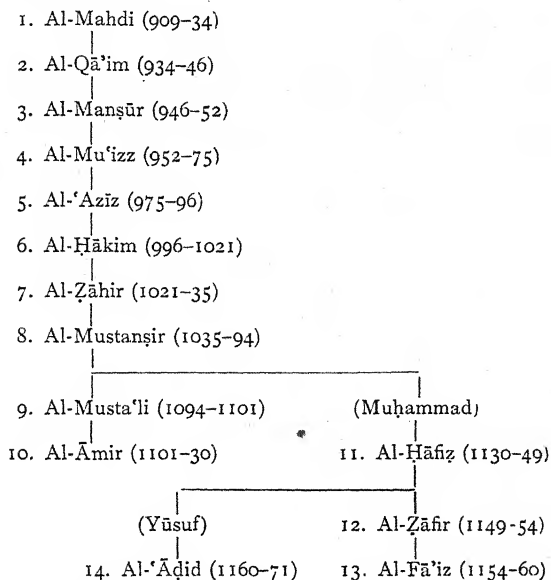 1. Al-Mahdi (909–34)
2. Al-Qā’im (934–46)
3. Al-Manṣūr (946–52)
4. Al-Mu‘izz (952–75)
5. Al-‘Azīz (975–96)
6. Al-Ḥākim (996–1021)
7. Al-Ẓāhir (1021–35)
8. Al-Mustanṣir (1035–94)
9. Al-Musta‘li (1094–1101) (Muḥammad)
10. Al-Āmir (1101–30) 11. Al-Ḥāfiẓ (1130–49)
(Yūsuf) 12. Al-Ẓāfir (1149-54)
14. Al-‘Āḍid (1160–71) 13. Al-Fā’iz (1154–60)